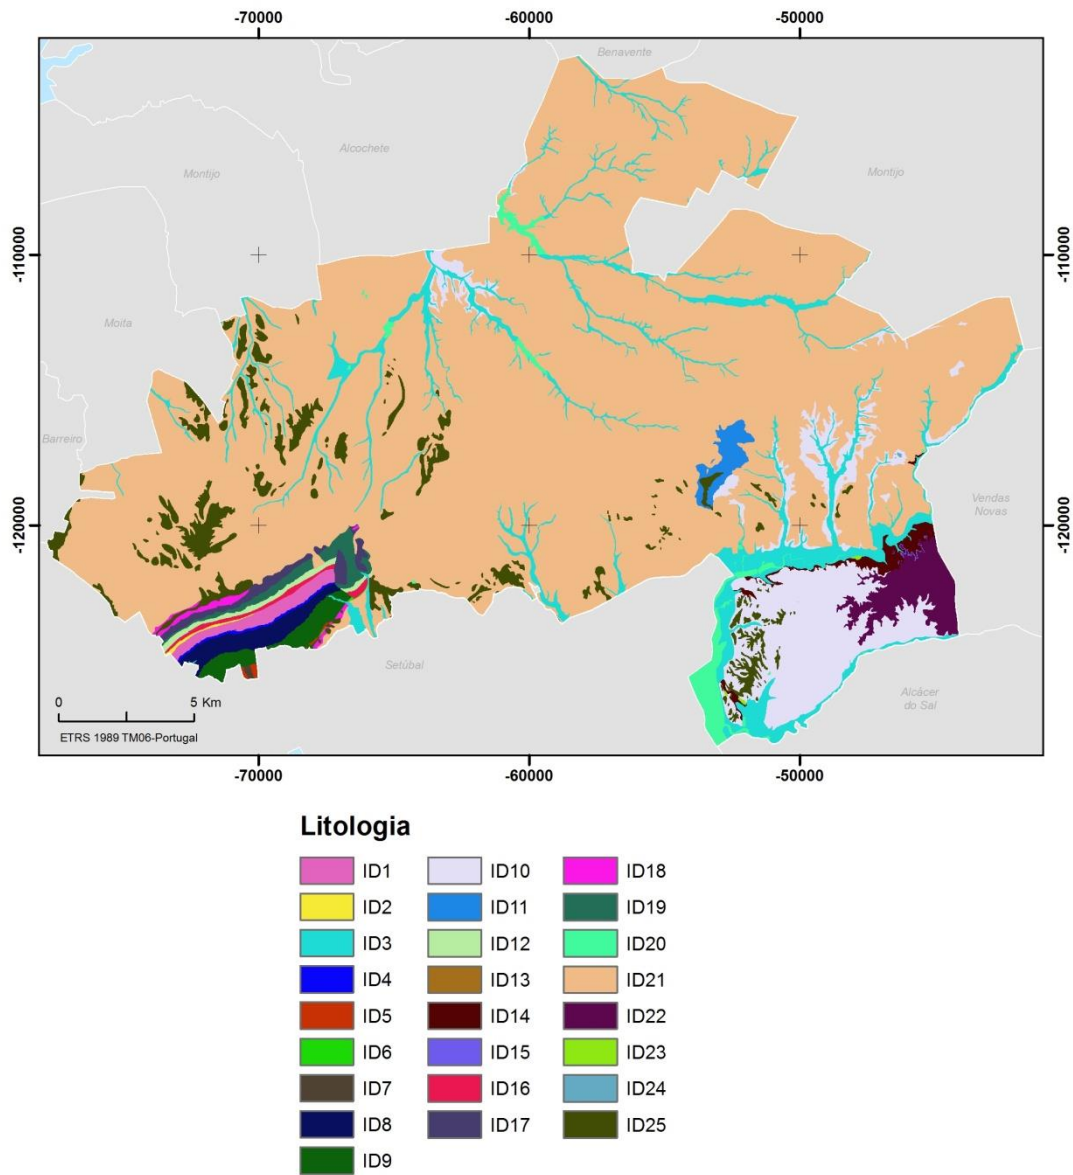 -70000 -60000 -50000
Benavente
Alcochete
Montijo
Montijo
-110000 -110000
Moita
Barreiro
Vendas
Novas
-120000 -120000
Setúbal
Alcácer
do Sal
0 5 Km
ETRS 1989 TM06-Portugal
-70000 -60000 -50000
Litologia
ID1 ID10 ID18
ID2 ID11 ID19
ID3 ID12 ID20
ID4 ID13 ID21
ID5 ID14 ID22
ID6 ID15 ID23
ID7 ID16 ID24
ID8 ID17 ID25
ID9